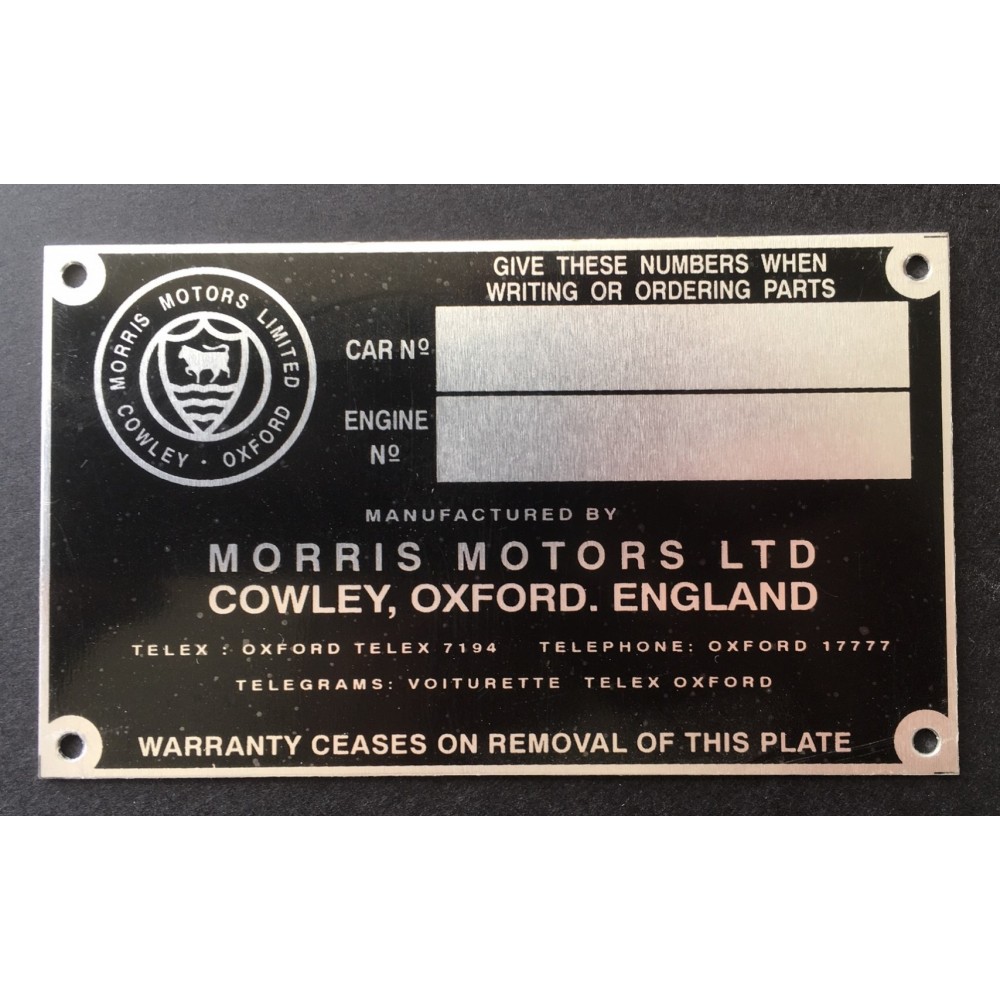 MORRIS MOTORS LIMITED
COWLEY · OXFORD
GIVE THESE NUMBERS WHEN
WRITING OR ORDERING PARTS
CAR Nº
ENGINE
Nº
MANUFACTURED BY
MORRIS MOTORS LTD
COWLEY, OXFORD. ENGLAND
TELEX : OXFORD TELEX 7194 TELEPHONE: OXFORD 17777
TELEGRAMS: VOITURETTE TELEX OXFORD
WARRANTY CEASES ON REMOVAL OF THIS PLATE